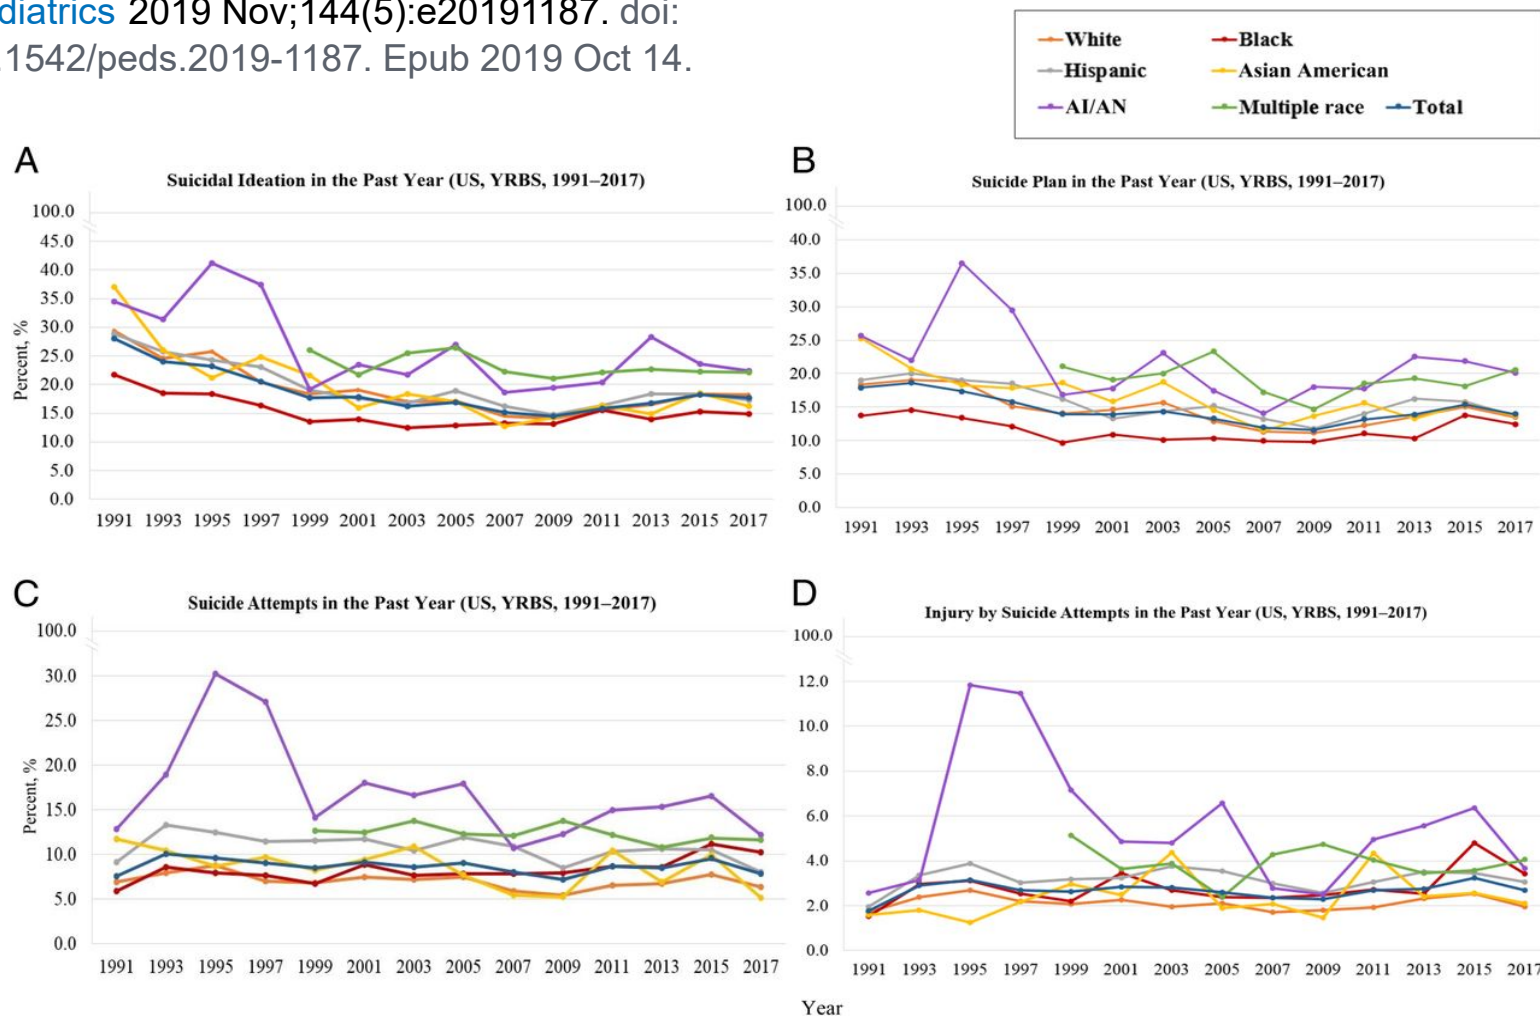 diatrics 2019 Nov;144(5):e20191187. doi:
.1542/peds.2019-1187. Epub 2019 Oct 14.
White Black
Hispanic Asian American
AI/AN Multiple race Total
A
Suicidal Ideation in the Past Year (US, YRBS, 1991–2017)
100.0
45.0
40.0
35.0
30.0
25.0
20.0
15.0
10.0
5.0
0.0
Percent, %
1991 1993 1995 1997 1999 2001 2003 2005 2007 2009 2011 2013 2015 2017
B
Suicide Plan in the Past Year (US, YRBS, 1991–2017)
100.0
40.0
35.0
30.0
25.0
20.0
15.0
10.0
5.0
0.0
1991 1993 1995 1997 1999 2001 2003 2005 2007 2009 2011 2013 2015 2017
C
Suicide Attempts in the Past Year (US, YRBS, 1991–2017)
100.0
30.0
25.0
20.0
15.0
10.0
5.0
0.0
Percent, %
1991 1993 1995 1997 1999 2001 2003 2005 2007 2009 2011 2013 2015 2017
D
Injury by Suicide Attempts in the Past Year (US, YRBS, 1991–2017)
100.0
12.0
10.0
8.0
6.0
4.0
2.0
0.0
1991 1993 1995 1997 1999 2001 2003 2005 2007 2009 2011 2013 2015 2017
Year